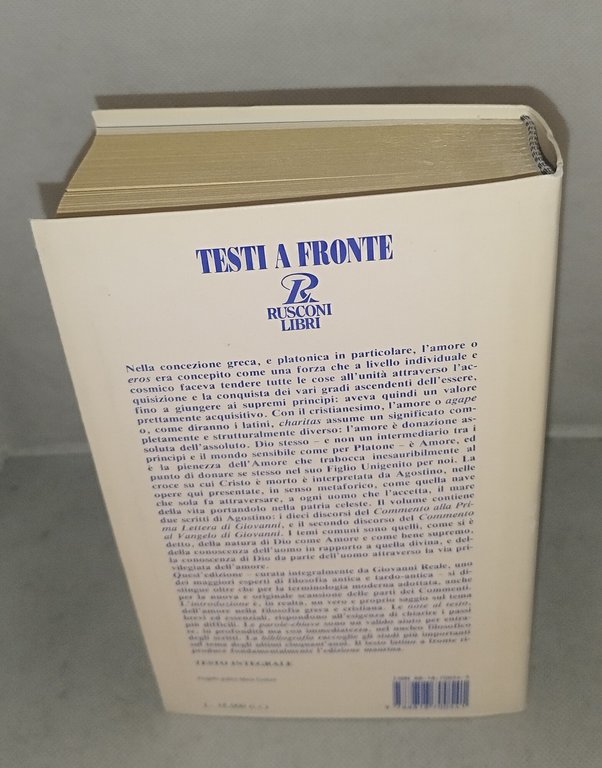 TESTI A FRONTE
R
RUSCONI
LIBRI
Nella concezione greca, e platonica in particolare, l'amore o
eros era concepito come una forza che a livello individuale e
cosmico faceva tendere tutte le cose all'unità attraverso l'ac-
quisizione e la conquista dei vari gradi ascendenti dell'essere,
fino a giungere ai supremi principi: aveva quindi un valore
prettamente acquisitivo. Con il cristianesimo, l'amore o agape
o, come diranno i latini, charitas assume un significato com-
pletamente e strutturalmente diverso: l'amore è donazione as-
soluta dell'assoluto. Dio stesso – e non un intermediario tra i
principi e il mondo sensibile come per Platone – è Amore, ed
è la pienezza dell'Amore che trabocca inesauribilmente al
punto di donare se stesso nel suo Figlio Unigenito per noi. La
croce su cui Cristo è morto è interpretata da Agostino, nelle
opere qui presentate, in senso metaforico, come quella nave
che sola fa attraversare, a ogni uomo che l'accetta, il mare
della vita portandolo nella patria celeste. Il volume contiene
due scritti di Agostino: i dieci discorsi del Commento alla Pri-
ma Lettera di Giovanni, e il secondo discorso del Commento
al Vangelo di Giovanni. I temi comuni sono quelli, come si è
detto, della natura di Dio come Amore e come bene supremo,
della conoscenza dell'uomo in rapporto a quella divina, e del-
la conoscenza di Dio da parte dell'uomo attraverso la via pri-
vilegiata dell'amore.
Quest'edizione – curata integralmente da Giovanni Reale, uno
dei maggiori esperti di filosofia antica e tardo-antica – si di-
stingue oltre che per la terminologia moderna adottata, anche
per la nuova e originale scansione delle parti dei Commenti.
L'introduzione è, in realtà, un vero e proprio saggio sul tema
dell'amore nella filosofia greca e cristiana. Le note al testo,
brevi ed essenziali, rispondono all'esigenza di chiarire i passi
più difficili. Le parole-chiave sono un valido aiuto per entra-
re, in profondità ma con immediatezza, nel nucleo filosofico
degli scritti. La bibliografia raccoglie gli studi più importanti
sul tema degli ultimi cinquant'anni. Il testo latino a fronte ri-
produce fondamentalmente l'edizione maurina.
TESTO INTEGRALE
Progetto grafico
ISBN